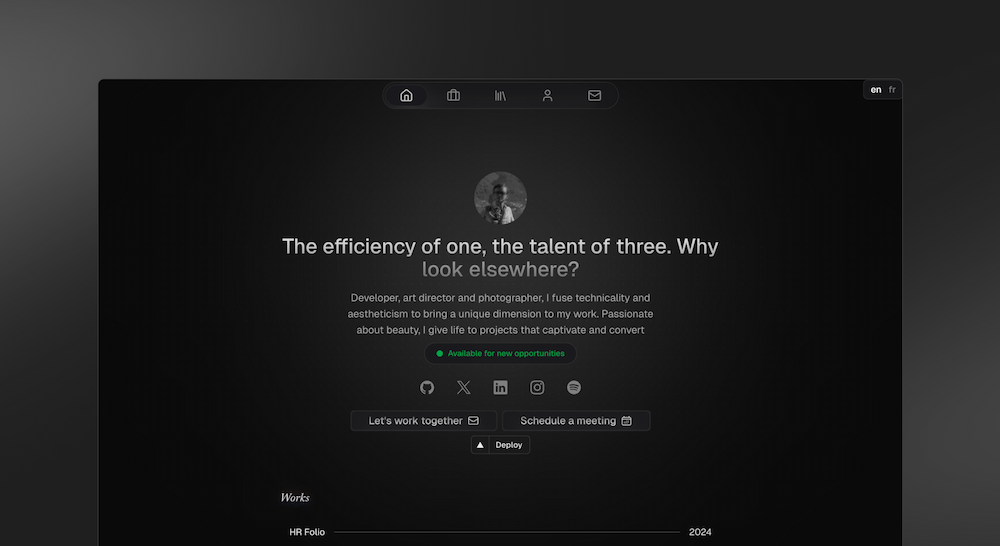 en fr
The efficiency of one, the talent of three. Why
look elsewhere?
Developer, art director and photographer, I fuse technicality and
aestheticism to bring a unique dimension to my work. Passionate
about beauty, I give life to projects that captivate and convert
Available for new opportunities
Let's work together
Schedule a meeting
Deploy
Works
HR Folio 2024